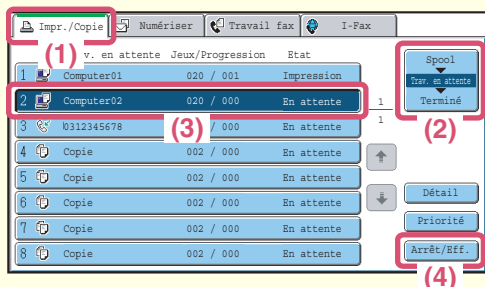 Impr./Copie Numériser Travail fax I-Fax
(1)
v. en attente Jeux/Progression Etat
1 Computer01 020 / 001 Impression
2 Computer02 020 / 000 En attente
3 0312345678 / 000 En attente
4 Copie 002 / 000 En attente
5 Copie 002 / 000 En attente
6 Copie 002 / 000 En attente
7 Copie 002 / 000 En attente
8 Copie 002 / 000 En attente
(3)
1
1
Spool
Trav. en attente
Terminé
(2)
Détail
Priorité
Arrêt/Eff.
(4)